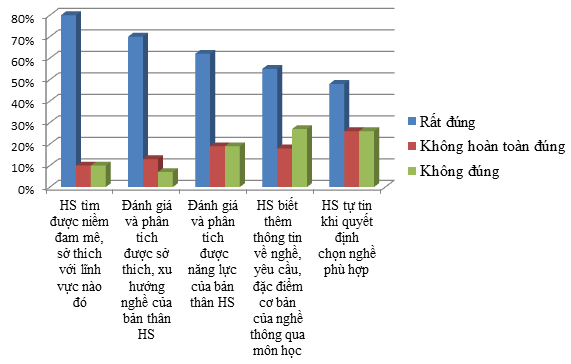 80%
70%
60%
50%
40%
30%
20%
10%
0%
Rất đúng
Không hoàn toàn đúng
Không đúng
HS tìm
được niềm
đam mê,
sở thích
với lĩnh
vực nào
đó
Đánh giá
và phân
tích
được sở
thích, xu
hướng
nghề của
bản thân
HS
Đánh giá
và phân
tích
được
năng lực
của bản
thân HS
HS biết
thêm
thông tin
về nghề,
yêu cầu,
đặc điểm
cơ bản
của nghề
thông qua
môn học
HS tự tin
khi quyết
định
chọn nghề
phù hợp